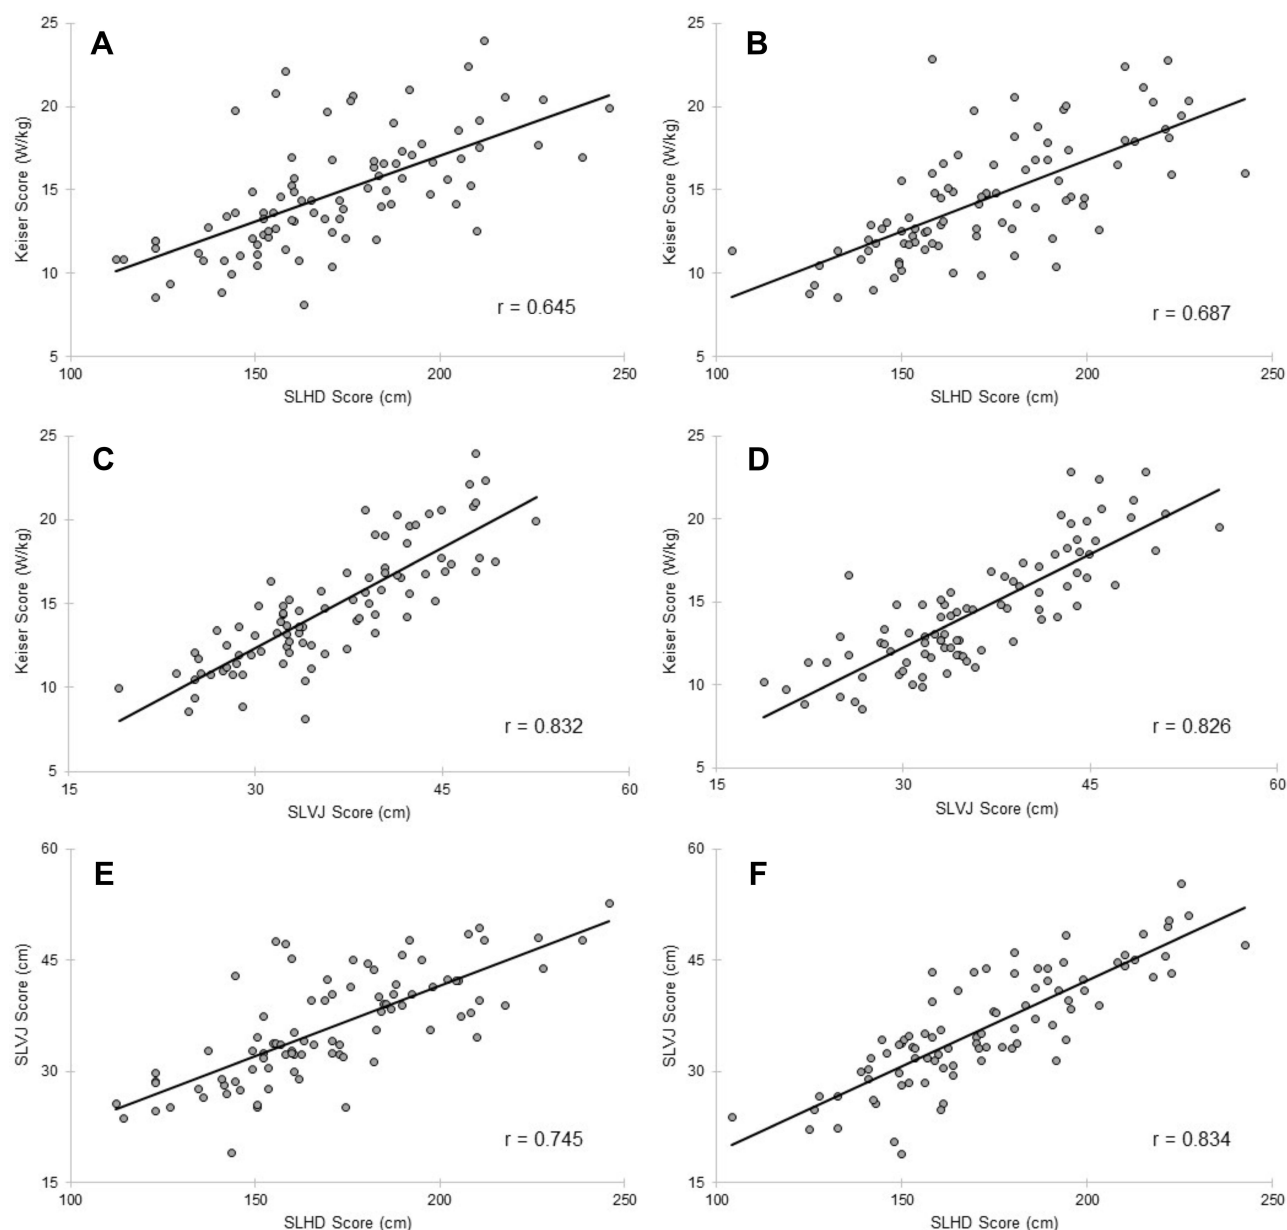 A
Keiser Score (W/kg)
25
20
15
10
5
r = 0.645
100 150 200 250
SLHD Score (cm)
B
Keiser Score (W/kg)
25
20
15
10
5
r = 0.687
100 150 200 250
SLHD Score (cm)
C
Keiser Score (W/kg)
25
20
15
10
5
r = 0.832
15 30 45 60
SLVJ Score (cm)
D
Keiser Score (W/kg)
25
20
15
10
5
r = 0.826
15 30 45 60
SLVJ Score (cm)
E
SLVJ Score (cm)
60
45
30
15
r = 0.745
100 150 200 250
SLHD Score (cm)
F
SLVJ Score (cm)
60
45
30
15
r = 0.834
100 150 200 250
SLHD Score (cm)